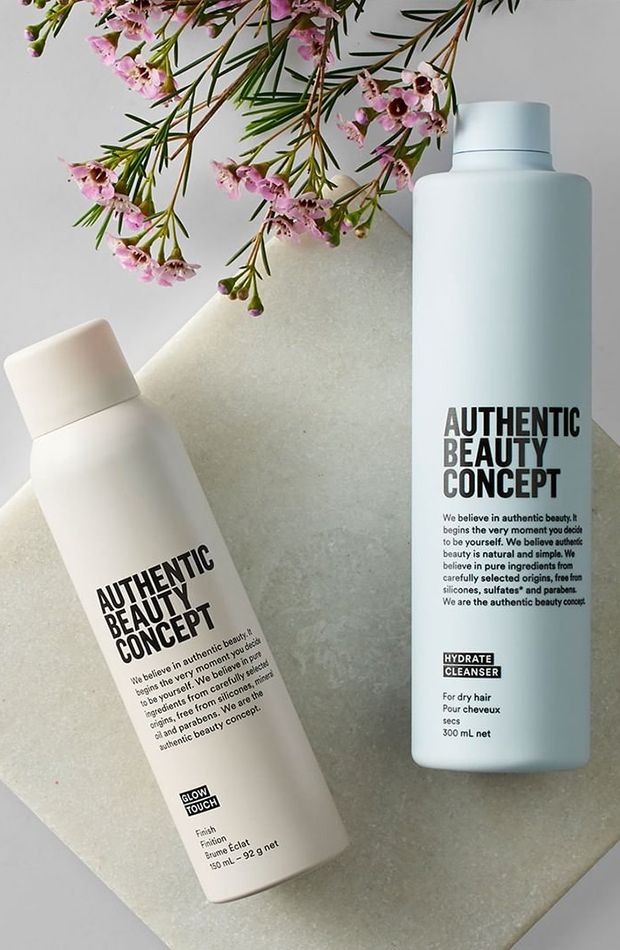 AUTHENTIC
BEAUTY
CONCEPT
We believe in authentic beauty. It
begins the very moment you decide
to be yourself. We believe in pure
ingredients from carefully selected
origins, free from silicones, mineral
oil and parabens. We are the
authentic beauty concept.
GLOW
TOUCH
Finish
Finition
Brume Éclat
150 mL – 92 g net
AUTHENTIC
BEAUTY
CONCEPT
We believe in authentic beauty. It
begins the very moment you decide
to be yourself. We believe authentic
beauty is natural and simple. We
believe in pure ingredients from
carefully selected origins, free from
silicones, sulfates* and parabens.
We are the authentic beauty concept.
HYDRATE
CLEANSER
For dry hair
Pour cheveux
secs
300 mL net